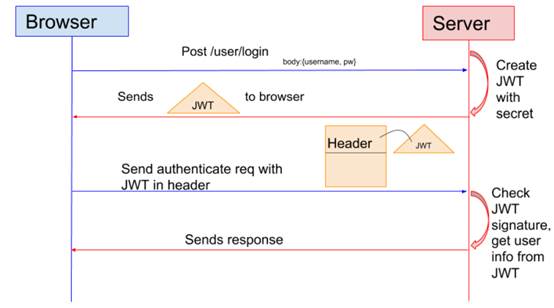 Browser
Server
Post /user/login
body:{username, pw}
Create
JWT
with
secret
Sends
JWT
to browser
Header
JWT
Send authenticate req with
JWT in header
Check
JWT
signature,
get user
info from
JWT
Sends response